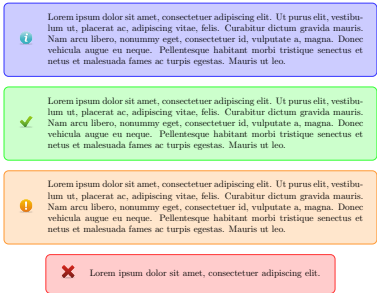 Lorem ipsum dolor sit amet, consectetuer adipiscing elit. Ut purus elit, vestibu-
lum ut, placerat ac, adipiscing vitae, felis. Curabitur dictum gravida mauris.
Nam arcu libero, nonummy eget, consectetuer id, vulputate a, magna. Donec
vehicula augue eu neque. Pellentesque habitant morbi tristique senectus et
netus et malesuada fames ac turpis egestas. Mauris ut leo.
Lorem ipsum dolor sit amet, consectetuer adipiscing elit. Ut purus elit, vestibu-
lum ut, placerat ac, adipiscing vitae, felis. Curabitur dictum gravida mauris.
Nam arcu libero, nonummy eget, consectetuer id, vulputate a, magna. Donec
vehicula augue eu neque. Pellentesque habitant morbi tristique senectus et
netus et malesuada fames ac turpis egestas. Mauris ut leo.
Lorem ipsum dolor sit amet, consectetuer adipiscing elit. Ut purus elit, vestibu-
lum ut, placerat ac, adipiscing vitae, felis. Curabitur dictum gravida mauris.
Nam arcu libero, nonummy eget, consectetuer id, vulputate a, magna. Donec
vehicula augue eu neque. Pellentesque habitant morbi tristique senectus et
netus et malesuada fames ac turpis egestas. Mauris ut leo.
Lorem ipsum dolor sit amet, consectetuer adipiscing elit.